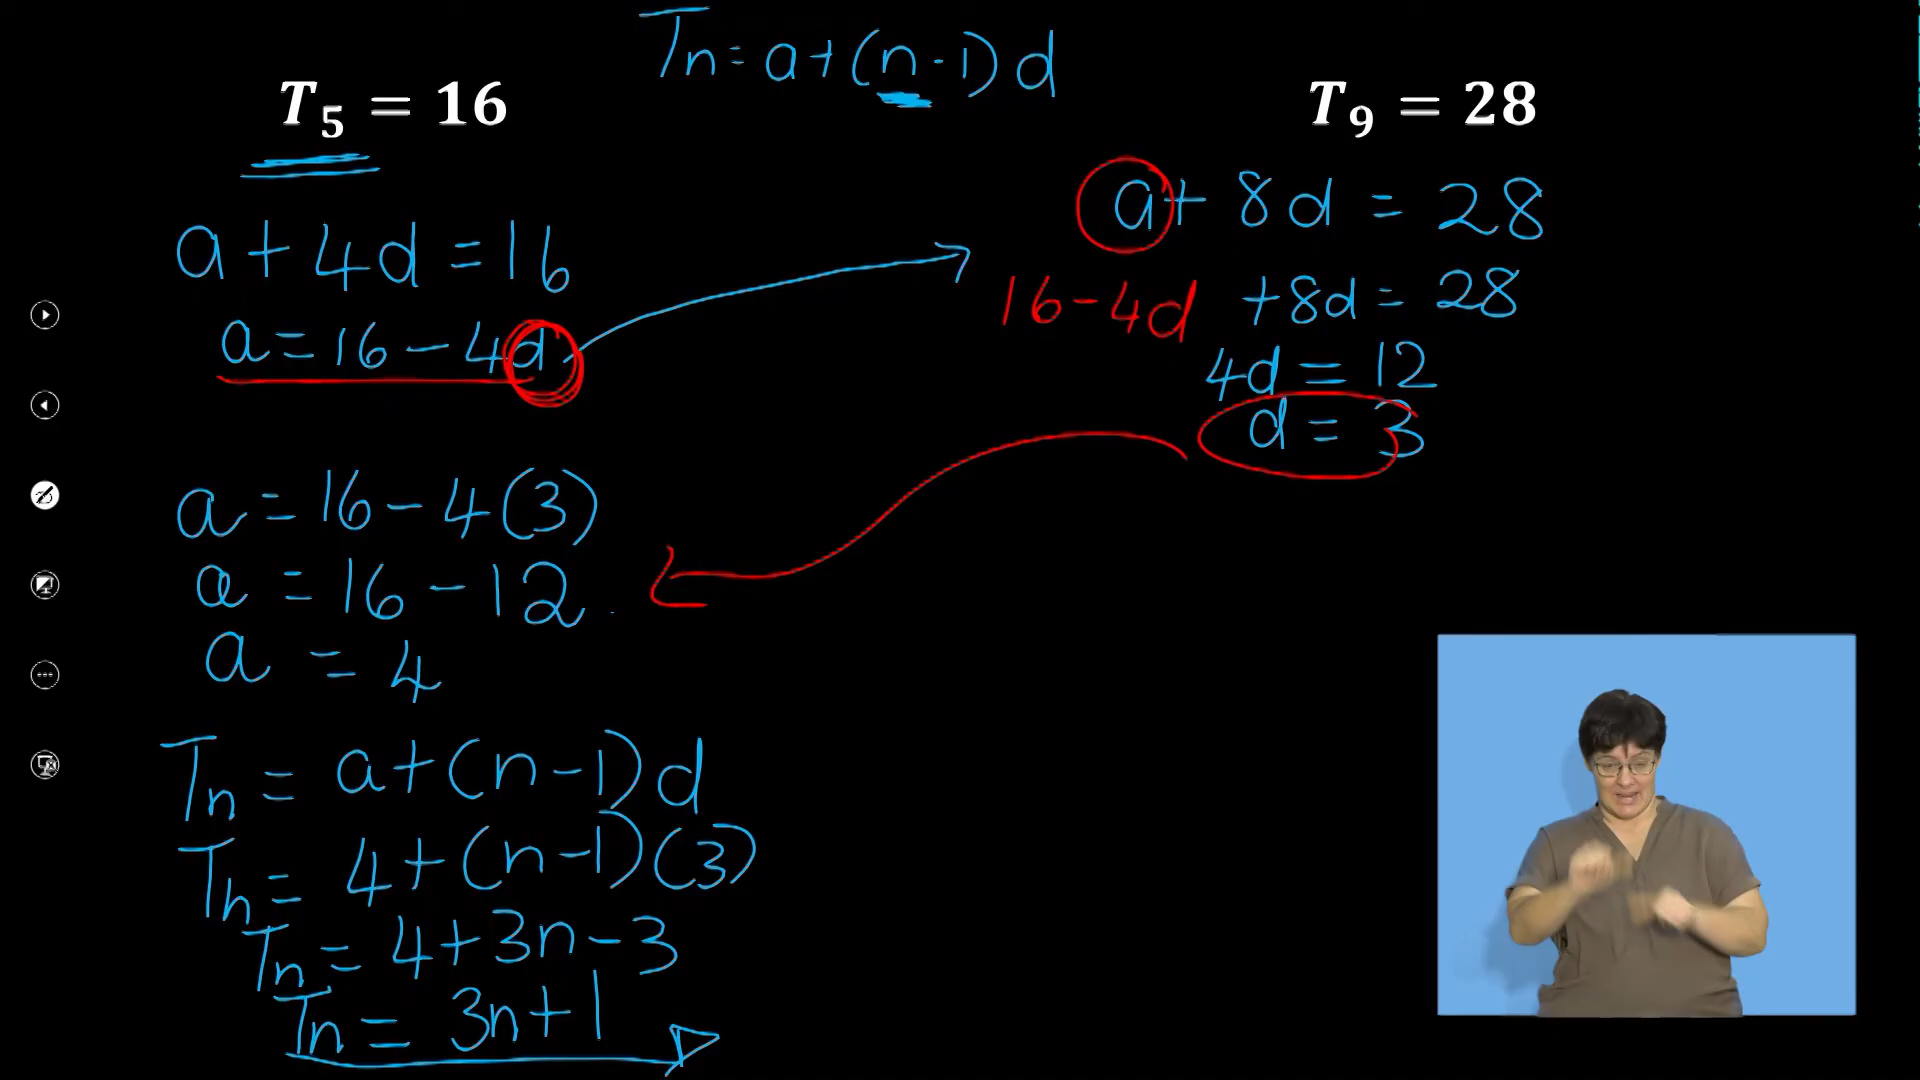 Tn = a + (n - 1) d
T₅ = 16
a + 4d = 16
a = 16 - 4d
a = 16 - 4(3)
a = 16 - 12
a = 4
Tn = a + (n - 1) d
Tn = 4 + (n - 1)(3)
Tn = 4 + 3n - 3
Tn = 3n + 1
T₉ = 28
a + 8d = 28
16 - 4d + 8d = 28
4d = 12
d = 3